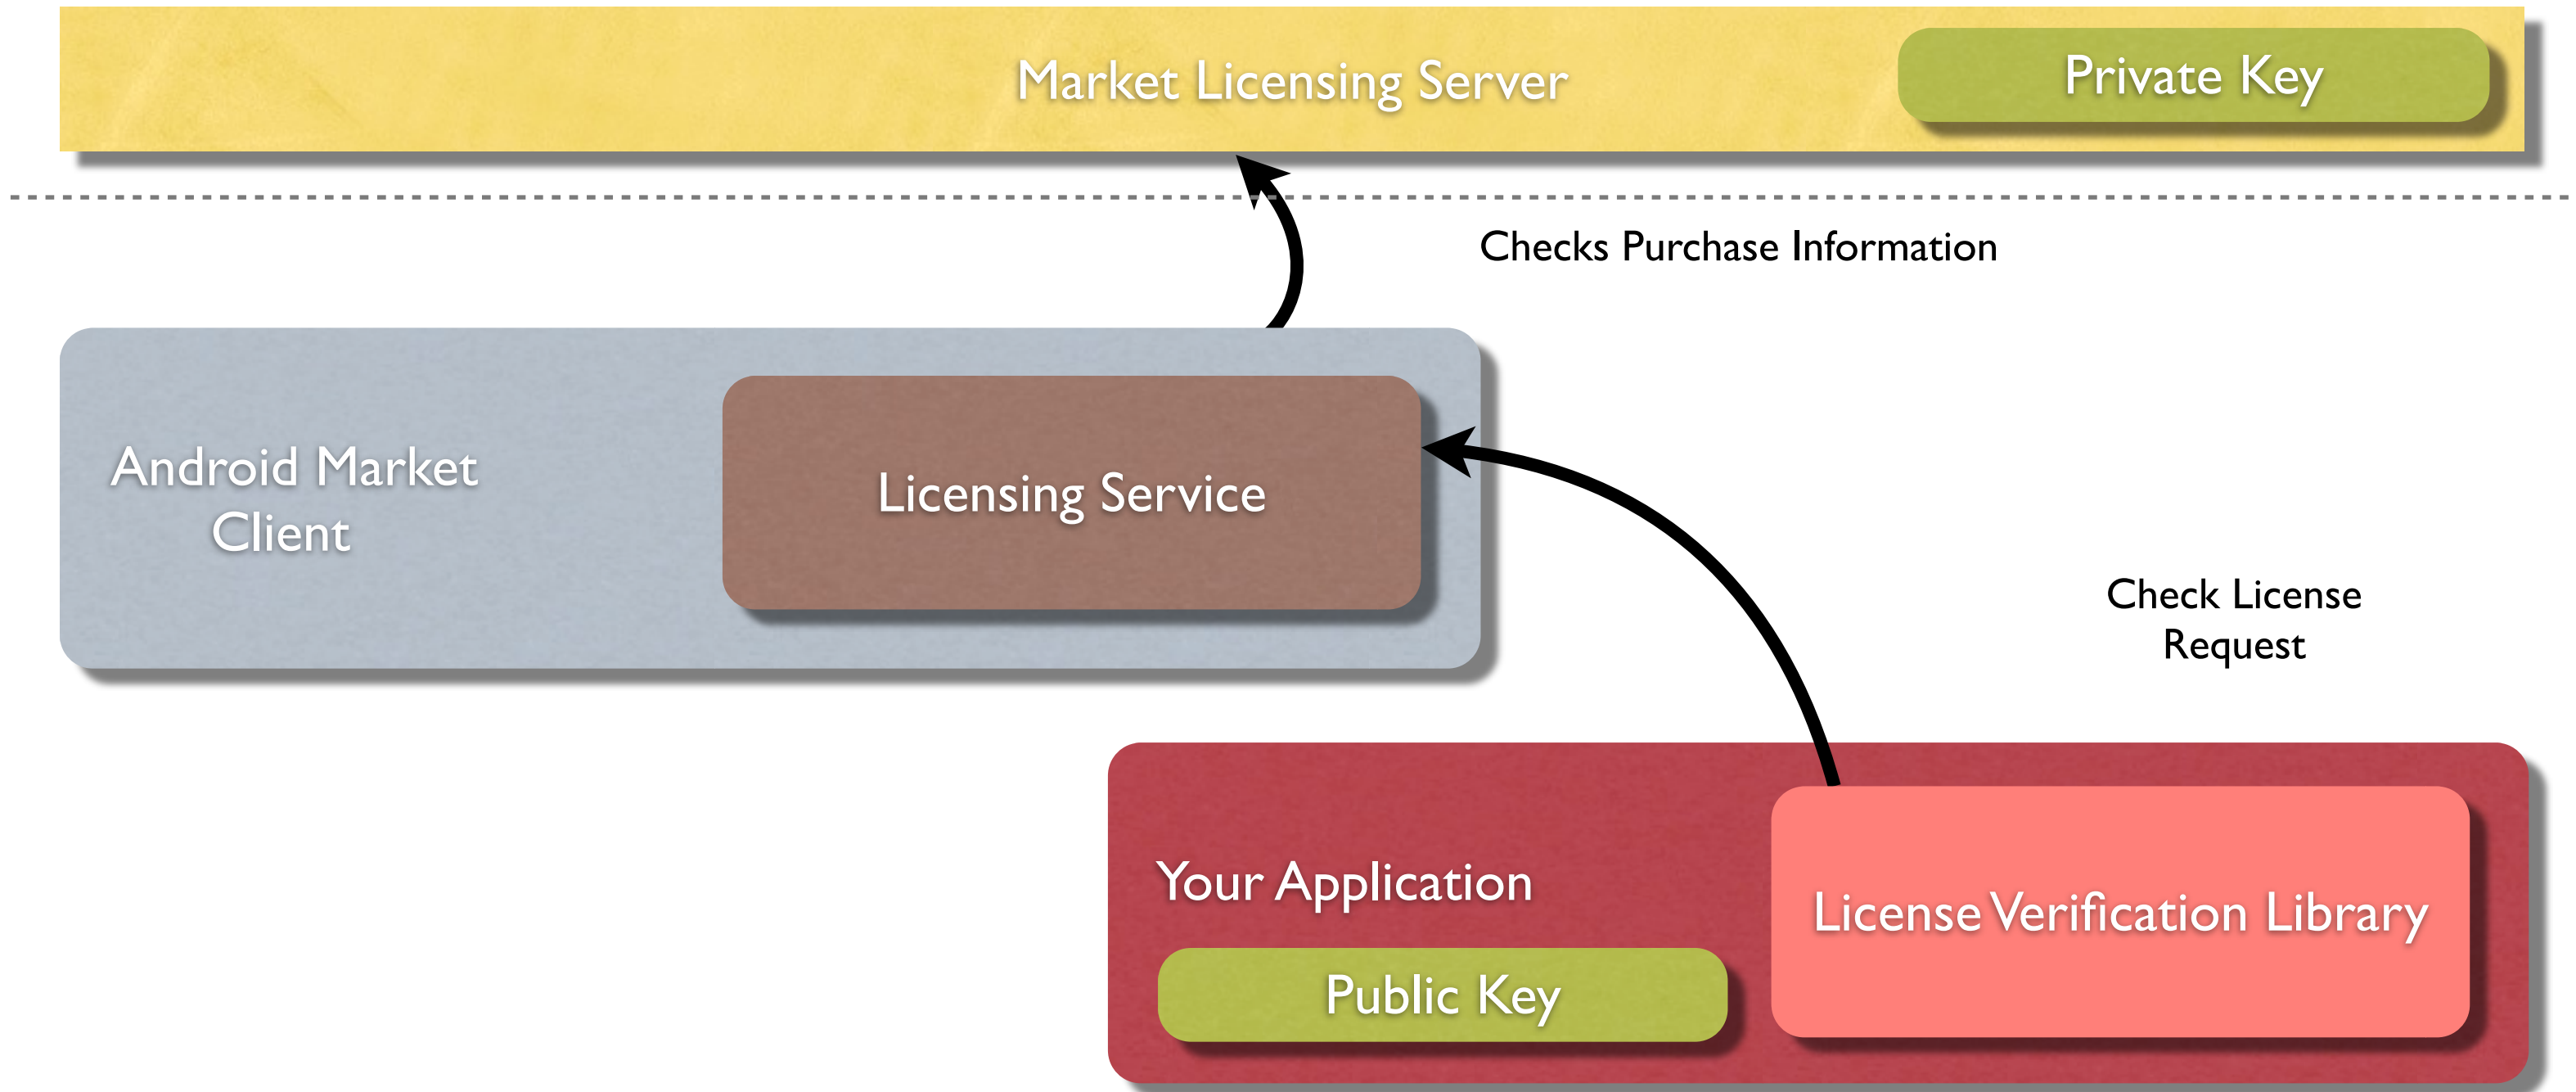 Market Licensing Server
Private Key
Checks Purchase Information
Android Market
Client
Licensing Service
Check License
Request
Your Application
License Verification Library
Public Key